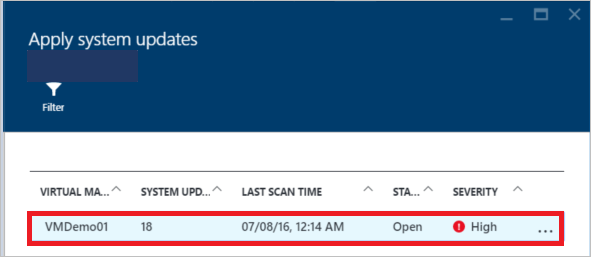 Apply system updates
Filter
VIRTUAL MA... SYSTEM UPD... LAST SCAN TIME STA... SEVERITY
VMDemo01 18 07/08/16, 12:14 AM Open High ...